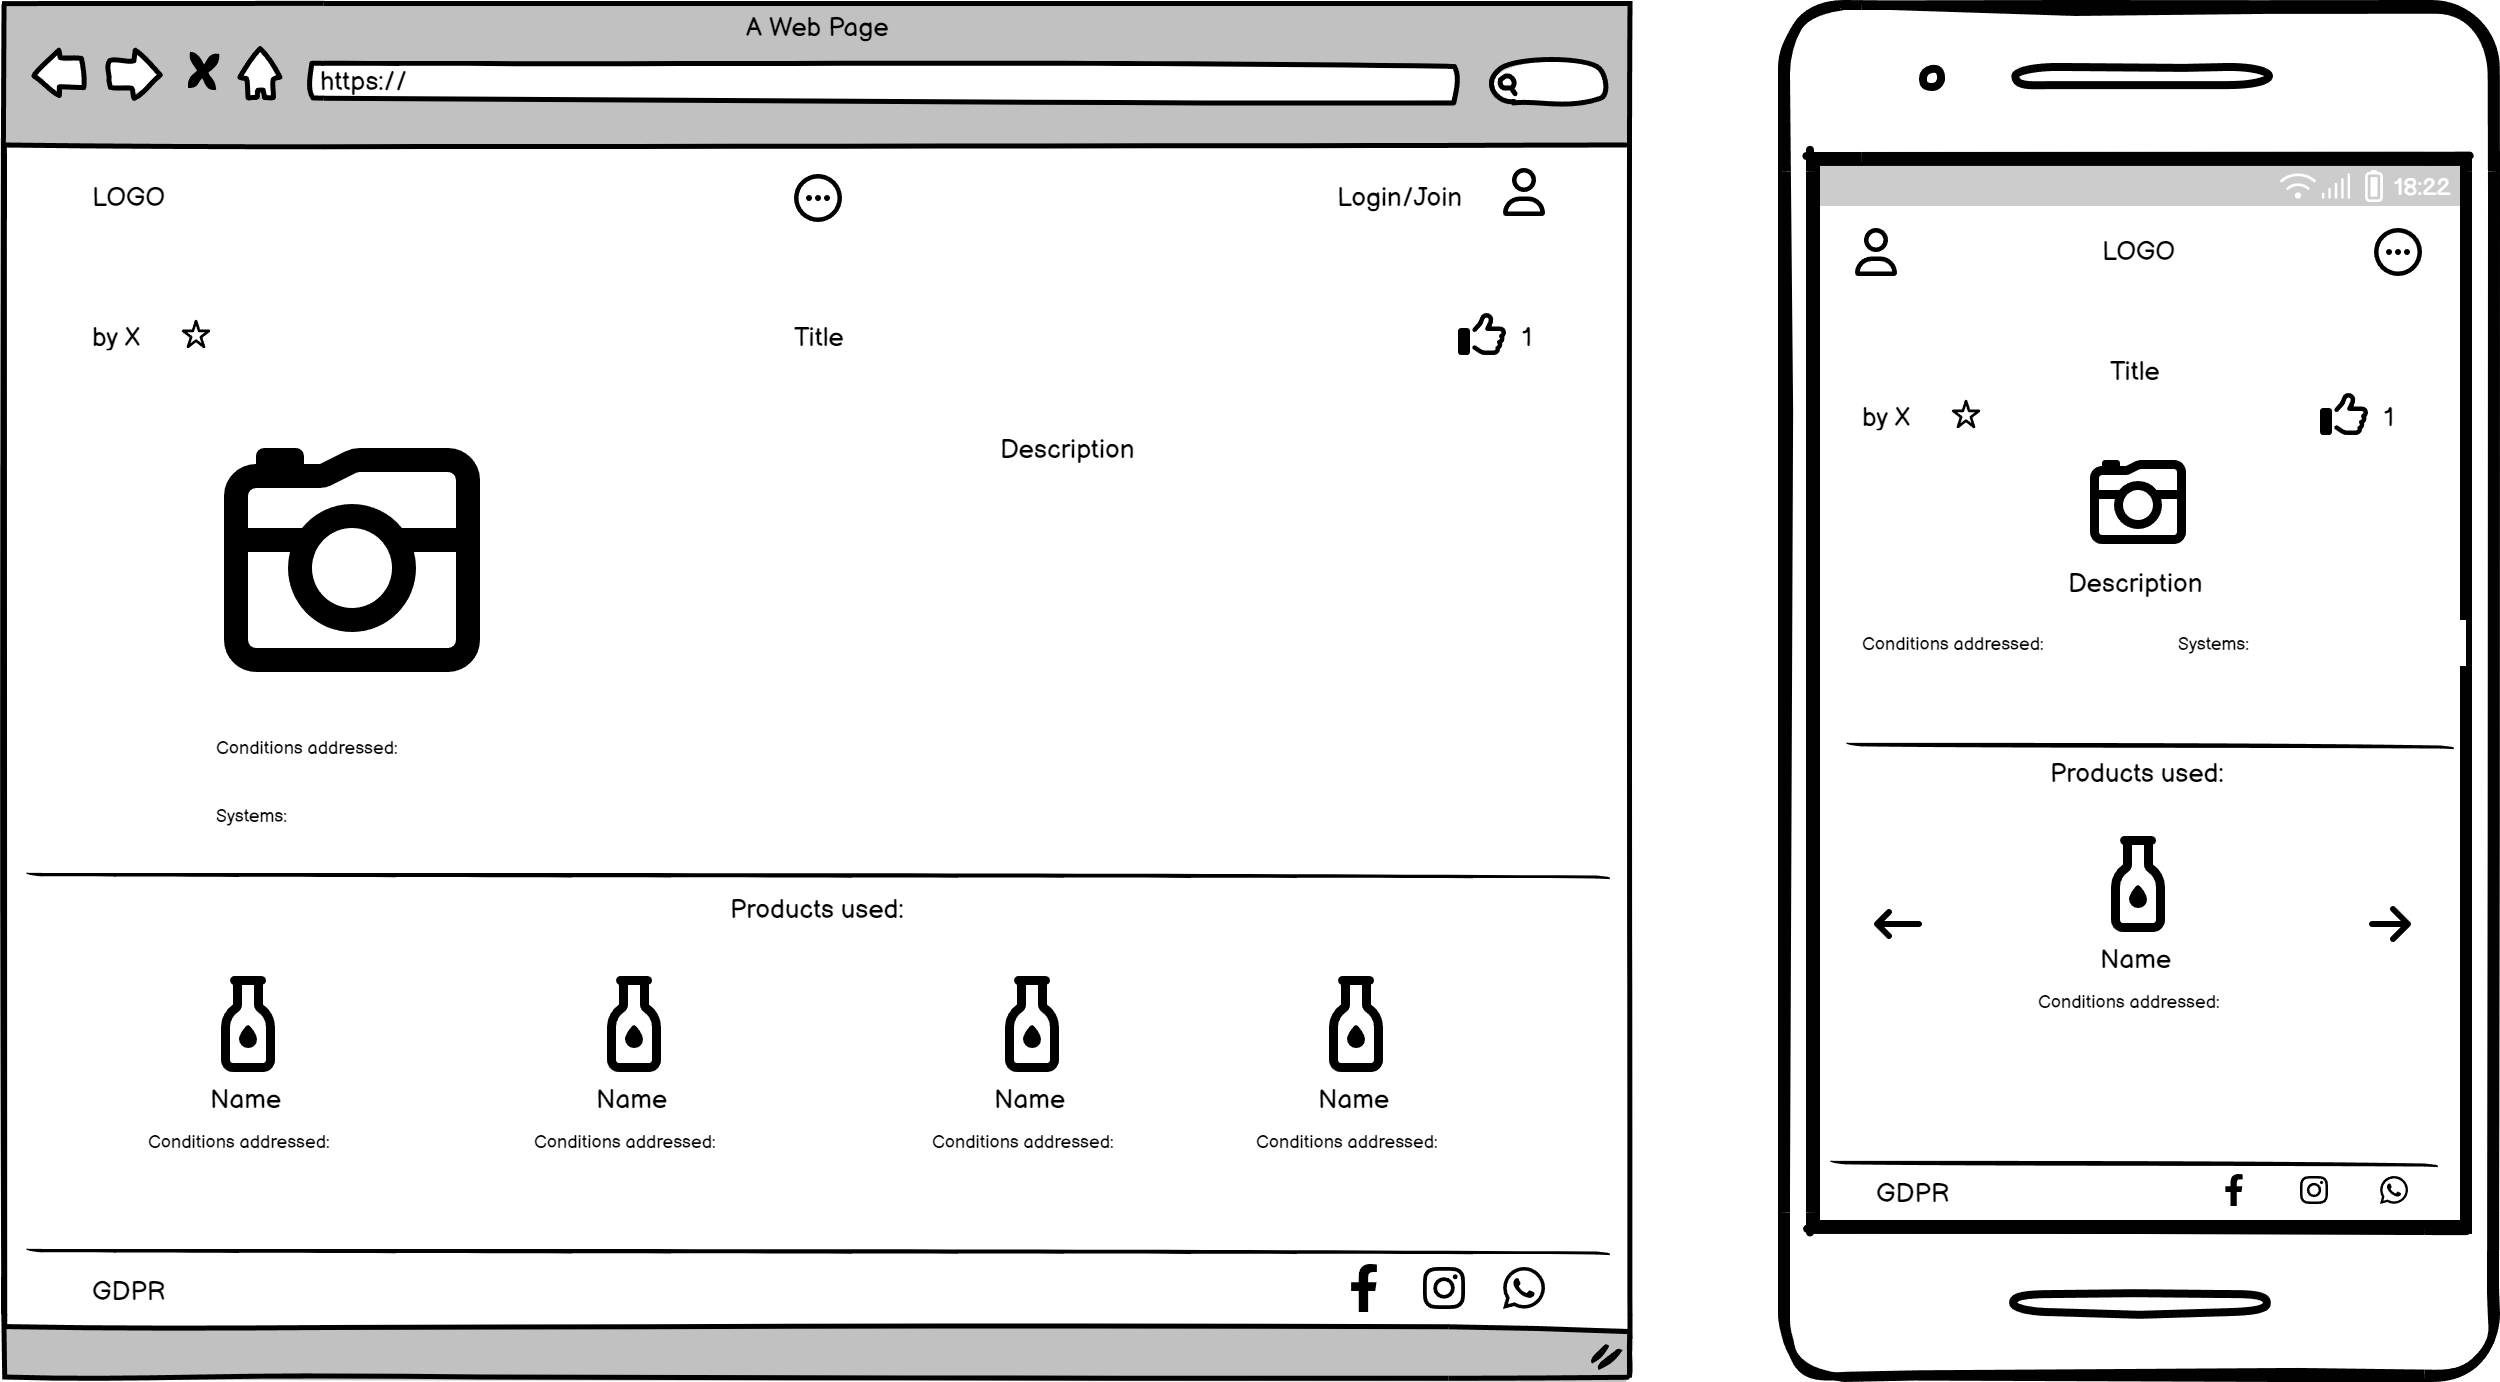 A Web Page
https://
LOGO
Login/Join
by X
Title
1
Description
Conditions addressed:
Systems:
Products used:
Name
Name
Name
Name
Conditions addressed:
Conditions addressed:
Conditions addressed:
Conditions addressed:
GDPR
18:22
LOGO
Title
by X
1
Description
Conditions addressed:
Systems:
Products used:
Name
Conditions addressed:
GDPR